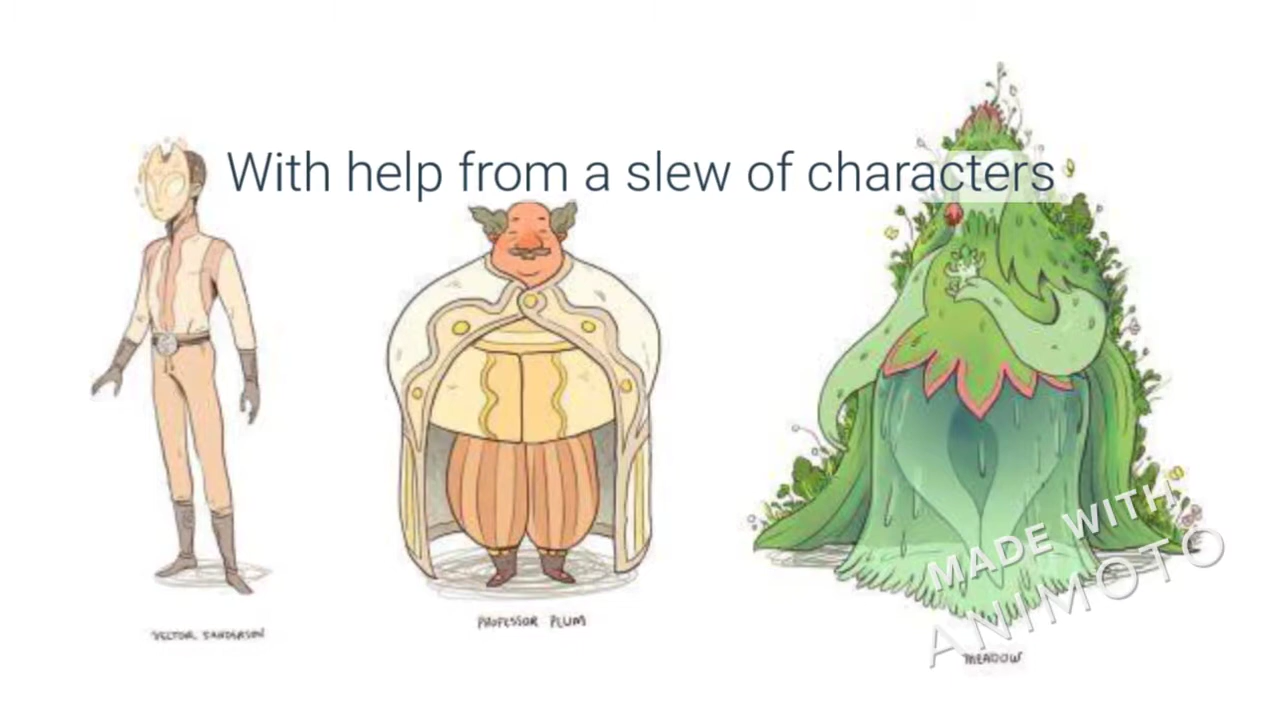 With help from a slew of characters
VECTOR SANDERSON
PROFESSOR PLUM
MEADOW
MADE WITH
ANIMOTO